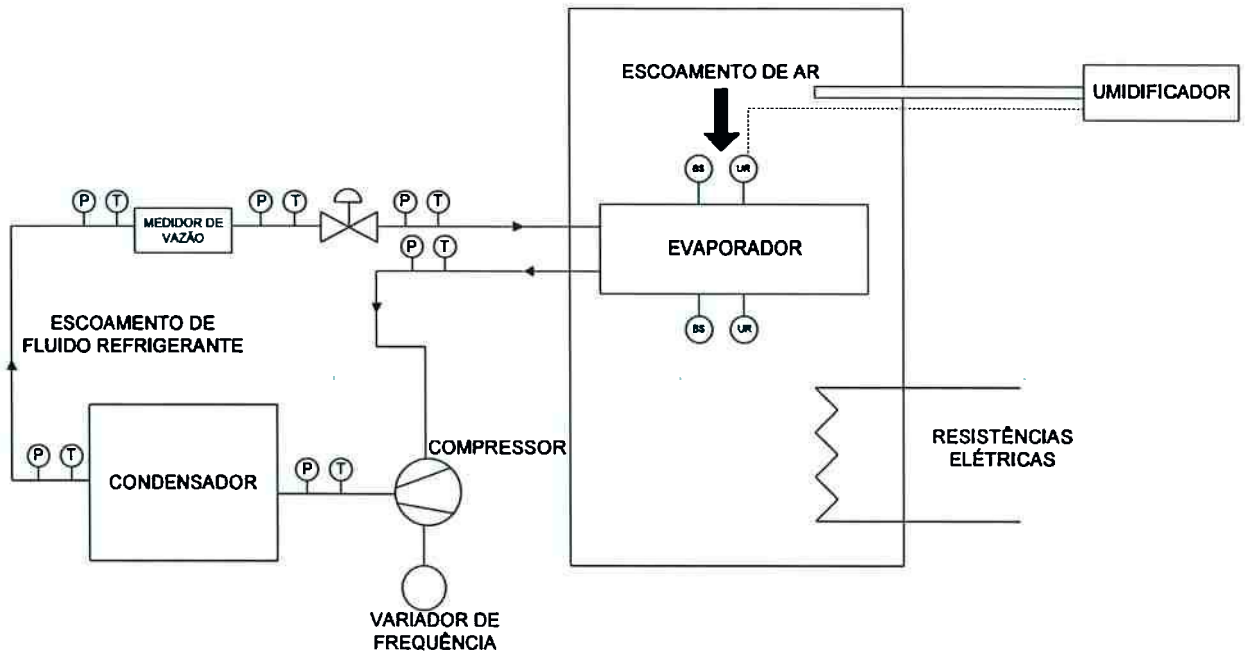 ESCOAMENTO DE AR
UMIDIFICADOR
BS
UR
P
T
P
T
P
T
MEDIDOR DE
VAZÃO
EVAPORADOR
P
T
BS
UR
ESCOAMENTO DE
FLUIDO REFRIGERANTE
COMPRESSOR
RESISTÊNCIAS
ELÉTRICAS
P
T
CONDENSADOR
P
T
VARIADOR DE
FREQUÊNCIA